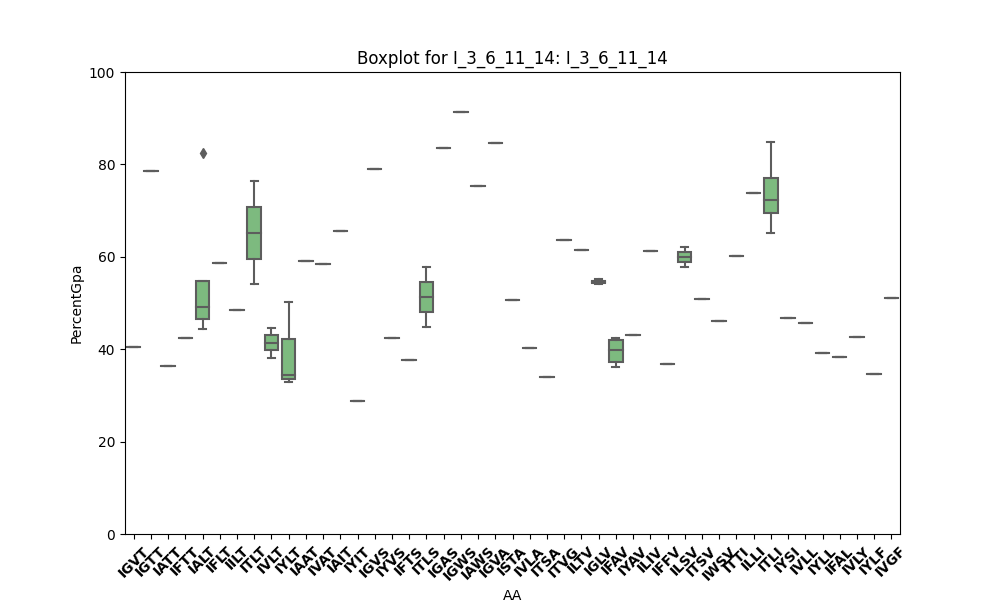 Boxplot for I_3_6_11_14: I_3_6_11_14
PercentGpa
100
80
60
40
20
0
IGVT
IGTT
IATT
IFTT
IALT
IFLT
IILT
ITLT
IVLT
IYLT
IAAT
IVAT
IAIT
IYIT
IGVS
IYVS
IFTS
ITLS
IGAS
IGWS
IAWS
IGVA
ISTA
IVLA
ITSA
ITVG
ILTV
IGLV
IFAV
IYAV
ILIV
IFFV
ILSV
ITSV
IWSV
ITTI
ILLI
ITLI
IYSI
IVLL
IYLL
IFAL
IVLY
IYLF
IVGF
AA